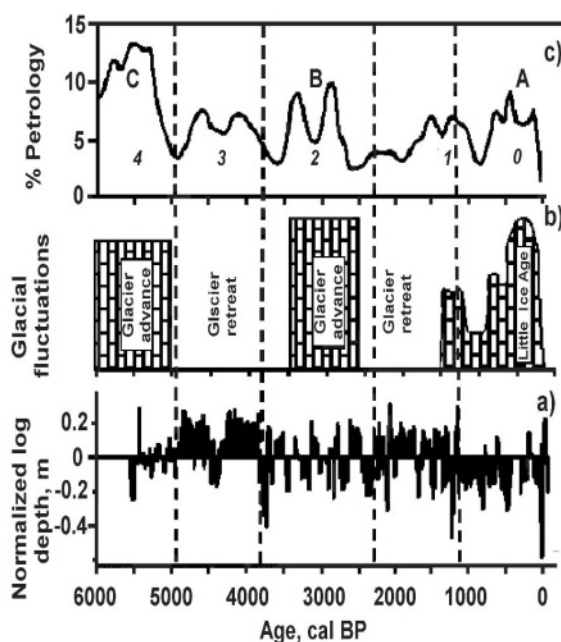 15
10
5
0
% Petrology
c)
C
B
A
4
3
2
1
0
Glacial
fluctuations
b)
Glacier
advance
Glscier
retreat
Glacier
advance
Glacier
retreat
Little Ice Age
Normalized log
depth, m
a)
0.2
0
-0.2
-0.4
6000 5000 4000 3000 2000 1000 0
Age, cal BP